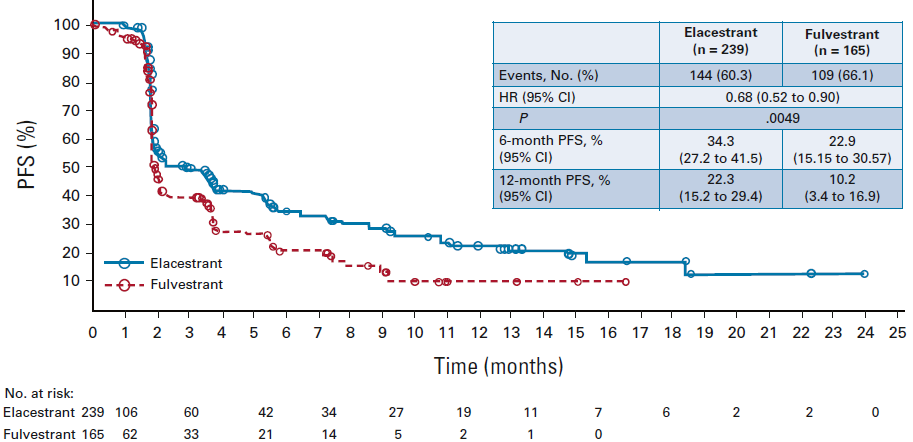 PFS (%)
100
90
80
70
60
50
40
30
20
10
Elacestrant
Fulvestrant
Elacestrant (n = 239) Fulvestrant (n = 165)
Events, No. (%) 144 (60.3) 109 (66.1)
HR (95% CI) 0.68 (0.52 to 0.90)
P .0049
6-month PFS, % (95% CI) 34.3 (27.2 to 41.5) 22.9 (15.15 to 30.57)
12-month PFS, % (95% CI) 22.3 (15.2 to 29.4) 10.2 (3.4 to 16.9)
0 1 2 3 4 5 6 7 8 9 10 11 12 13 14 15 16 17 18 19 20 21 22 23 24 25
Time (months)
No. at risk:
Elacestrant 239 106 60 42 34 27 19 11 7 6 2 2 0
Fulvestrant 165 62 33 21 14 5 2 1 0